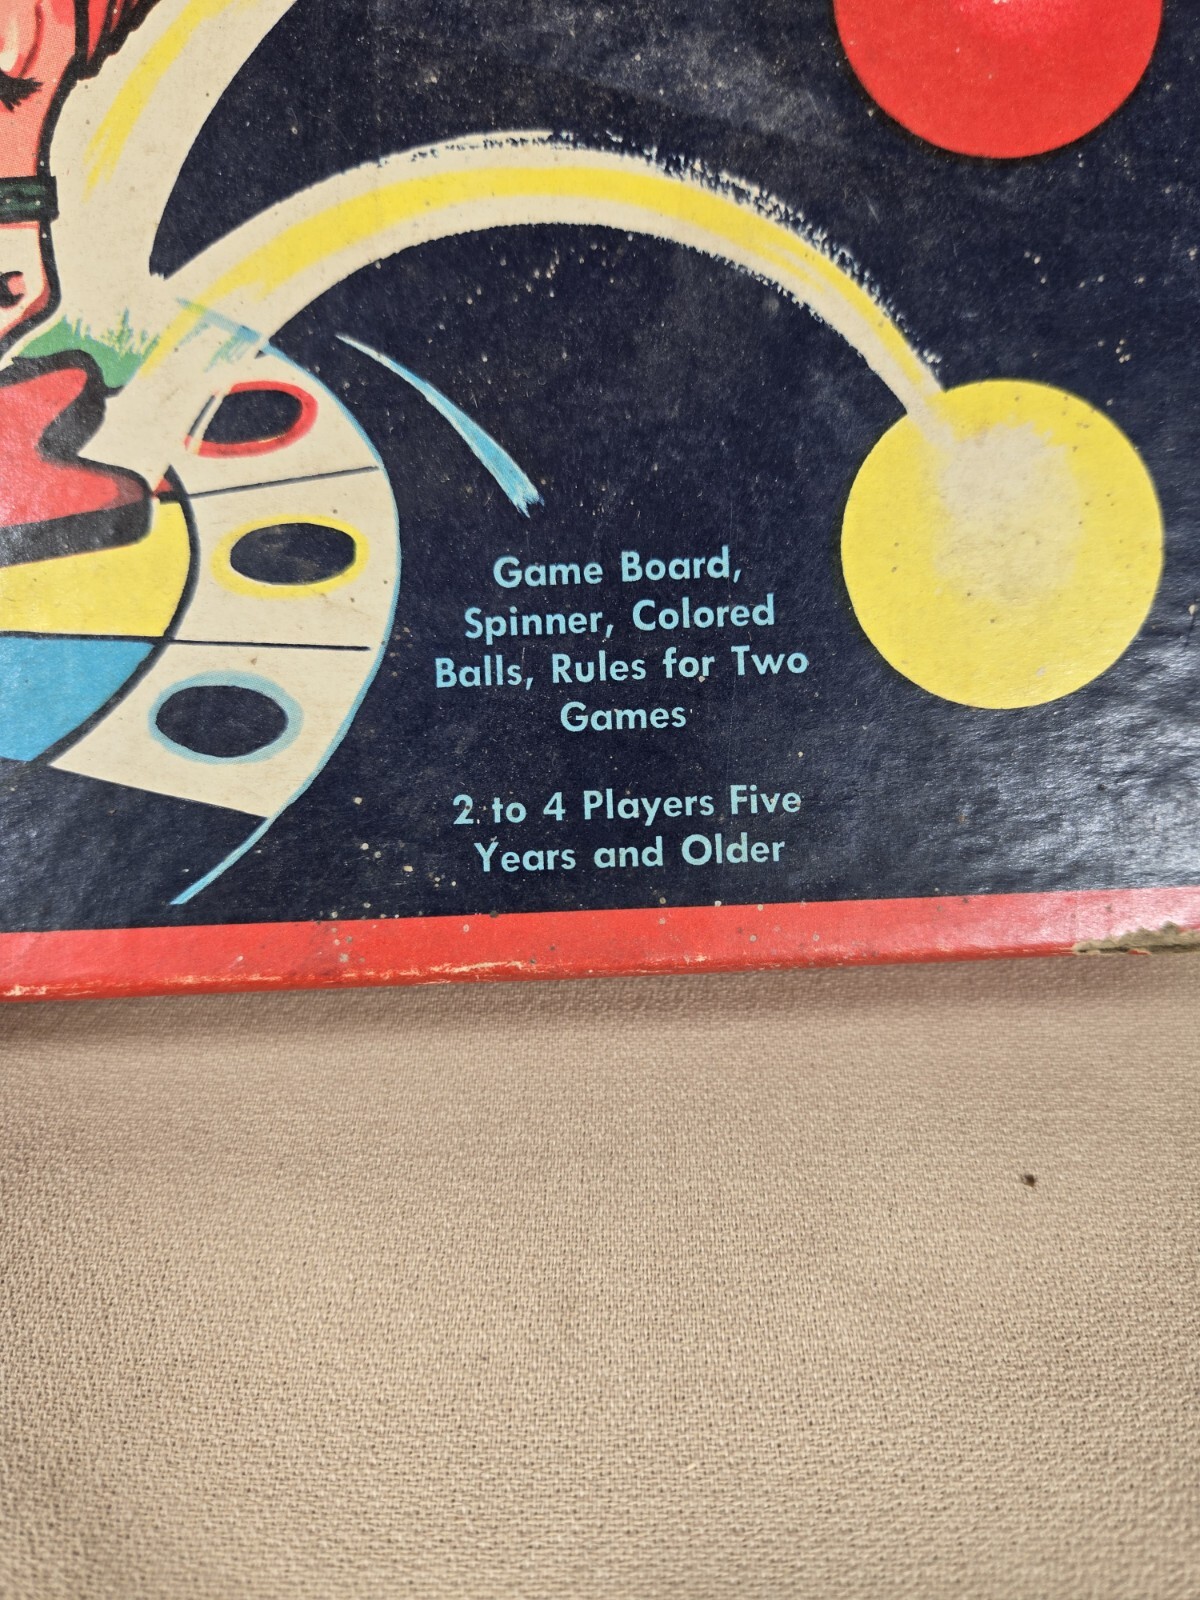 Game Board,
Spinner, Colored
Balls, Rules for Two
Games
2 to 4 Players Five
Years and Older